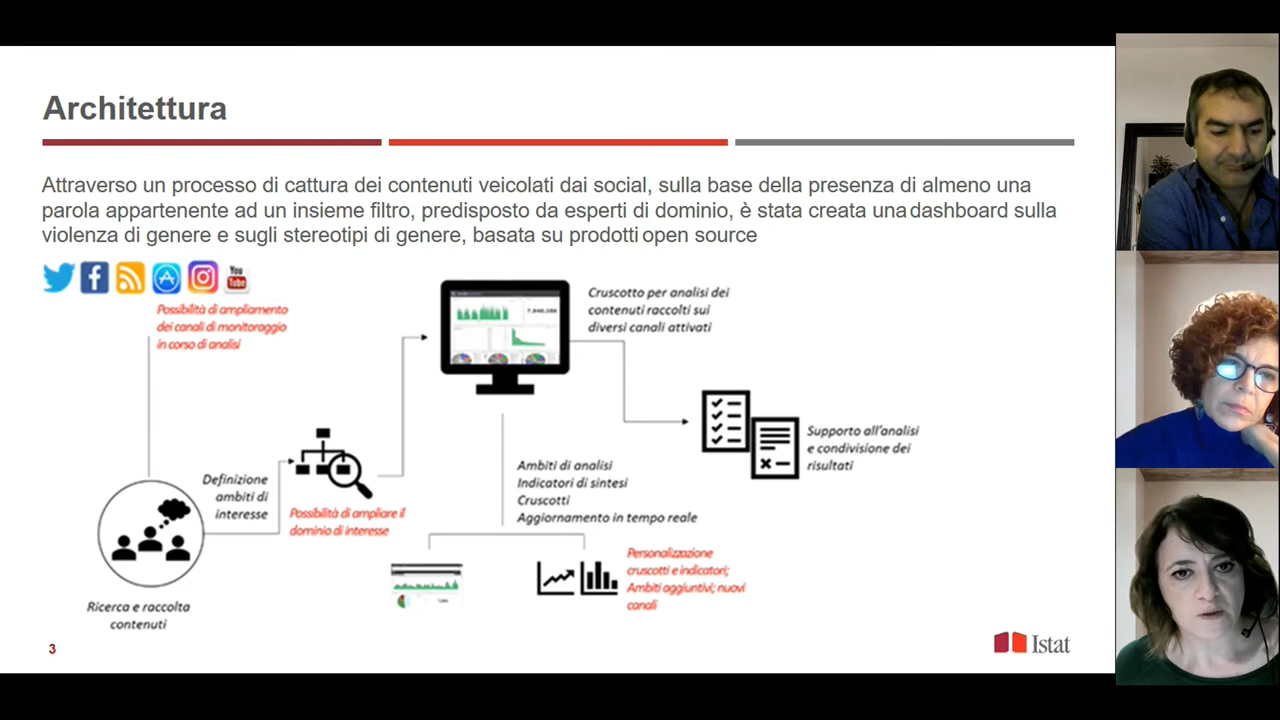 Architettura
Attraverso un processo di cattura dei contenuti veicolati dai social, sulla base della presenza di almeno una
parola appartenente ad un insieme filtro, predisposto da esperti di dominio, è stata creata una dashboard sulla
violenza di genere e sugli stereotipi di genere, basata su prodotti open source
You
Tube
Possibilità di ampliamento
dei canali di monitoraggio
in corso di analisi
Cruscotto per analisi dei
contenuti raccolti sui
diversi canali attivati
Supporto all'analisi
e condivisione dei
risultati
Definizione
ambiti di
interesse
Possibilità di ampliare il
dominio di interesse
Ambiti di analisi
Indicatori di sintesi
Cruscotti
Aggiornamento in tempo reale
Personalizzazione
cruscotti e indicatori;
Ambiti aggiuntivi; nuovi
canali
Ricerca e raccolta
contenuti
3
Istat